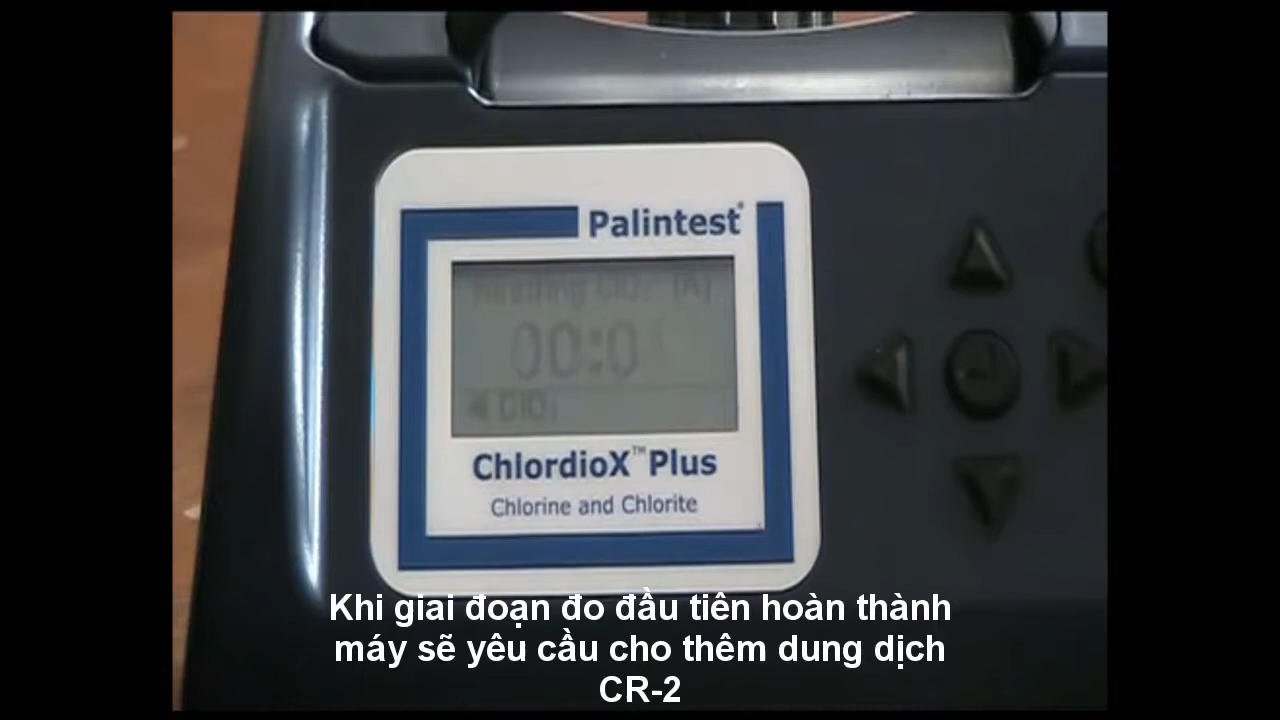 Palintest®
ClO₂ (A)
00:0
ChlordioX™ Plus
Chlorine and Chlorite
Khi giai đoạn đo đầu tiên hoàn thành
máy sẽ yêu cầu cho thêm dung dịch
CR-2